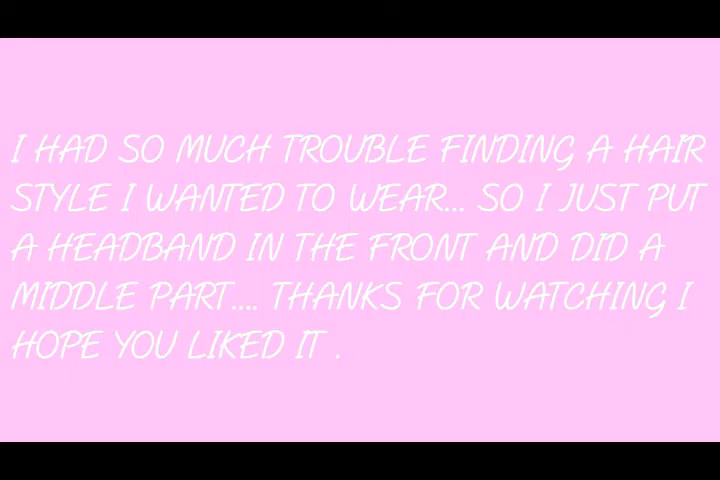 I HAD SO MUCH TROUBLE FINDING A HAIR
STYLE I WANTED TO WEAR... SO I JUST PUT
A HEADBAND IN THE FRONT AND DID A
MIDDLE PART.... THANKS FOR WATCHING I
HOPE YOU LIKED IT .